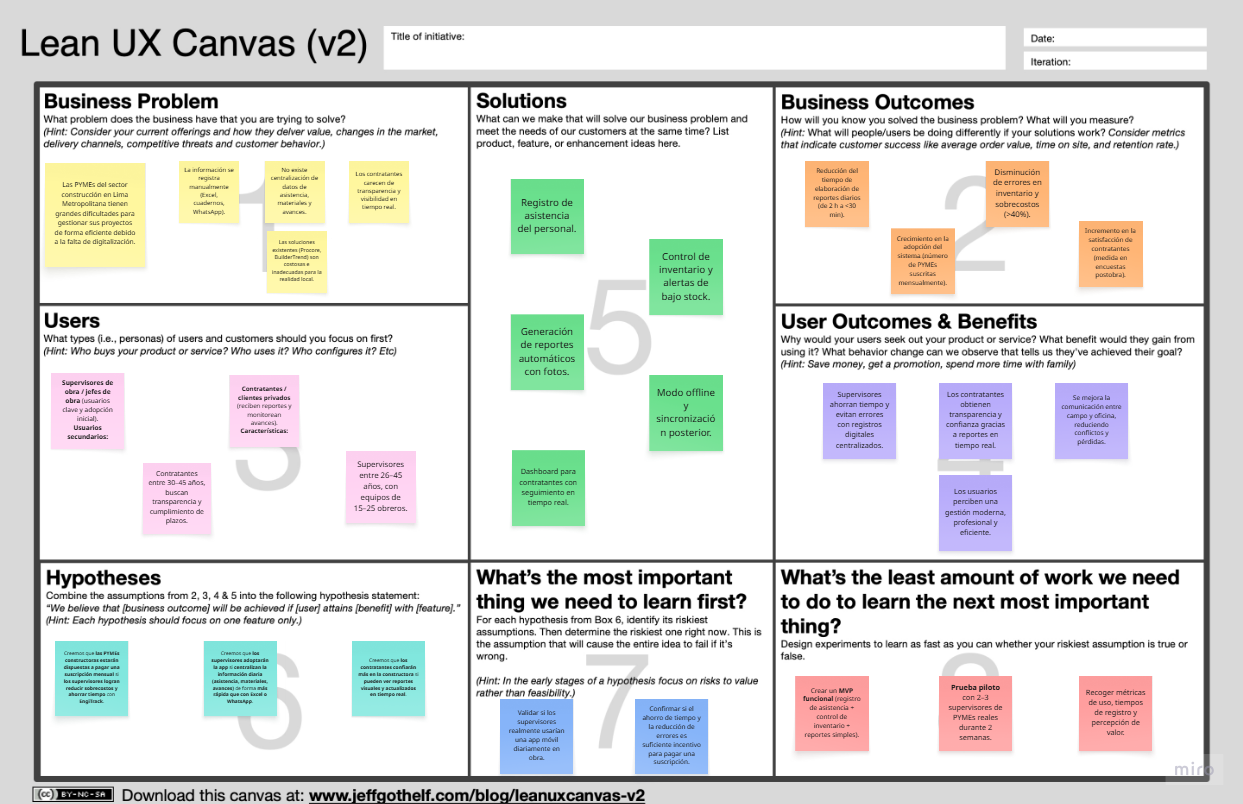 Lean UX Canvas (v2)
Title of initiative:
Date:
Iteration:
Business Problem
What problem does the business have that you are trying to solve?
(Hint: Consider your current offerings and how they delver value, changes in the market,
delivery channels, competitive threats and customer behavior.)
Las PYMEs del sector
construcción en Lima
Metropolitana tienen
grandes dificultades para
gestionar sus proyectos
de forma eficiente debido
a la falta de digitalización.
La información se
registra
manualmente
(Excel,
cuadernos,
WhatsApp).
No existe
centralización de
datos de
asistencia,
materiales y
avances.
Los contratantes
carecen de
transparencia y
visibilidad en
tiempo real.
Las soluciones
existentes (Procore,
BuilderTrend) son
costosas e
inadecuadas para la
realidad local.
1
Solutions
What can we make that will solve our business problem and
meet the needs of our customers at the same time? List
product, feature, or enhancement ideas here.
Registro de
asistencia
del personal.
Control de
inventario y
alertas de
bajo stock.
Generación
de reportes
automáticos
con fotos.
Modo offline
y
sincronizació
n posterior.
Dashboard para
contratantes con
seguimiento en
tiempo real.
5
Business Outcomes
How will you know you solved the business problem? What will you measure?
(Hint: What will people/users be doing differently if your solutions work? Consider metrics
that indicate customer success like average order value, time on site, and retention rate.)
Reducción del
tiempo de
elaboración de
reportes diarios
(de 2 h a <30
min).
Crecimiento en la
adopción del
sistema (número
de PYMEs
suscritas
mensualmente).
Disminución
de errores en
inventario y
sobrecostos
(>40%).
Incremento en la
satisfacción de
contratantes
(medida en
encuestas
postobra).
2
Users
What types (i.e., personas) of users and customers should you focus on first?
(Hint: Who buys your product or service? Who uses it? Who configures it? Etc)
Supervisores de
obra / jefes de
obra (usuarios
clave y adopción
inicial).
Usuarios
secundarios:
Contratantes /
clientes privados
(reciben reportes y
monitorean
avances).
Características:
Contratantes
entre 30–45 años,
buscan
transparencia y
cumplimiento de
plazos.
Supervisores
entre 26–45
años, con
equipos de
15–25 obreros.
3
User Outcomes & Benefits
Why would your users seek out your product or service? What benefit would they gain from
using it? What behavior change can we observe that tells us they've achieved their goal?
(Hint: Save money, get a promotion, spend more time with family)
Supervisores
ahorran tiempo y
evitan errores
con registros
digitales
centralizados.
Los contratantes
obtienen
transparencia y
confianza gracias
a reportes en
tiempo real.
Se mejora la
comunicación entre
campo y oficina,
reduciendo
conflictos y
pérdidas.
Los usuarios
perciben una
gestión moderna,
profesional y
eficiente.
4
Hypotheses
Combine the assumptions from 2, 3, 4 & 5 into the following hypothesis statement:
“We believe that [business outcome] will be achieved if [user] attains [benefit] with [feature].”
(Hint: Each hypothesis should focus on one feature only.)
Creemos que las PYMEs
constructoras estarán
dispuestas a pagar una
suscripción mensual si
los supervisores logran
reducir sobrecostos y
ahorrar tiempo con
EngiTrack.
Creemos que los
supervisores adoptarán
la app si centralizan la
información diaria
(asistencia, materiales,
avances) de forma más
rápida que con Excel o
WhatsApp.
Creemos que los
contratantes confiarán
más en la constructora si
pueden ver reportes
visuales y actualizados
en tiempo real.
6
What’s the most important
thing we need to learn first?
For each hypothesis from Box 6, identify its riskiest
assumptions. Then determine the riskiest one right now. This is
the assumption that will cause the entire idea to fail if it’s
wrong.
(Hint: In the early stages of a hypothesis focus on risks to value
rather than feasibility.)
Validar si los
supervisores
realmente usarían
una app móvil
diariamente en
obra.
Confirmar si el
ahorro de tiempo y
la reducción de
errores es
suficiente incentivo
para pagar una
suscripción.
7
What’s the least amount of work we need
to do to learn the next most important
thing?
Design experiments to learn as fast as you can whether your riskiest assumption is true or
false.
Crear un MVP
funcional (registro
de asistencia +
control de
inventario +
reportes simples).
Prueba piloto
con 2–3
supervisores de
PYMEs reales
durante 2
semanas.
Recoger métricas
de uso, tiempos
de registro y
percepción de
valor.
8
miro
(cc) BY-NC-SA
Download this canvas at: www.jeffgothelf.com/blog/leanuxcanvas-v2